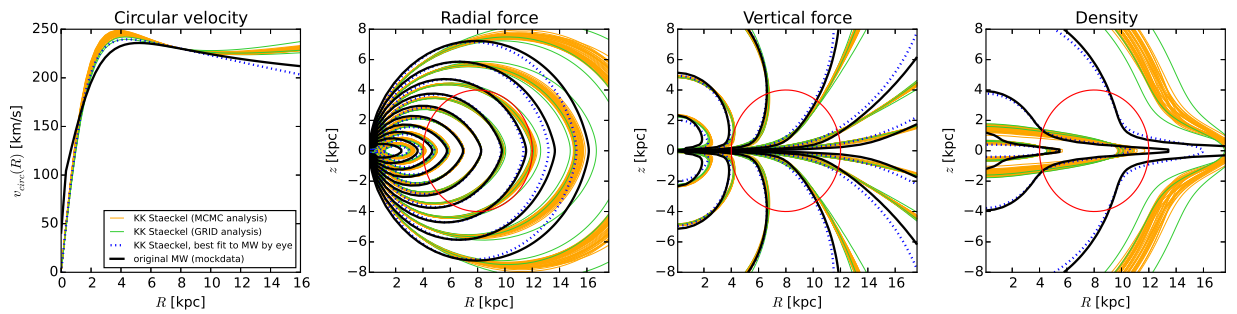 Circular velocity
250
200
150
100
50
0
0 2 4 6 8 10 12 14 16
v_circ(R) [km/s]
R [kpc]
KK Staeckel (MCMC analysis)
KK Staeckel (GRID analysis)
KK Staeckel, best fit to MW by eye
original MW (mockdata)
Radial force
8
6
4
2
0
−2
−4
−6
−8
2 4 6 8 10 12 14 16
z [kpc]
R [kpc]
Vertical force
8
6
4
2
0
−2
−4
−6
−8
2 4 6 8 10 12 14 16
z [kpc]
R [kpc]
Density
8
6
4
2
0
−2
−4
−6
−8
2 4 6 8 10 12 14 16
z [kpc]
R [kpc]